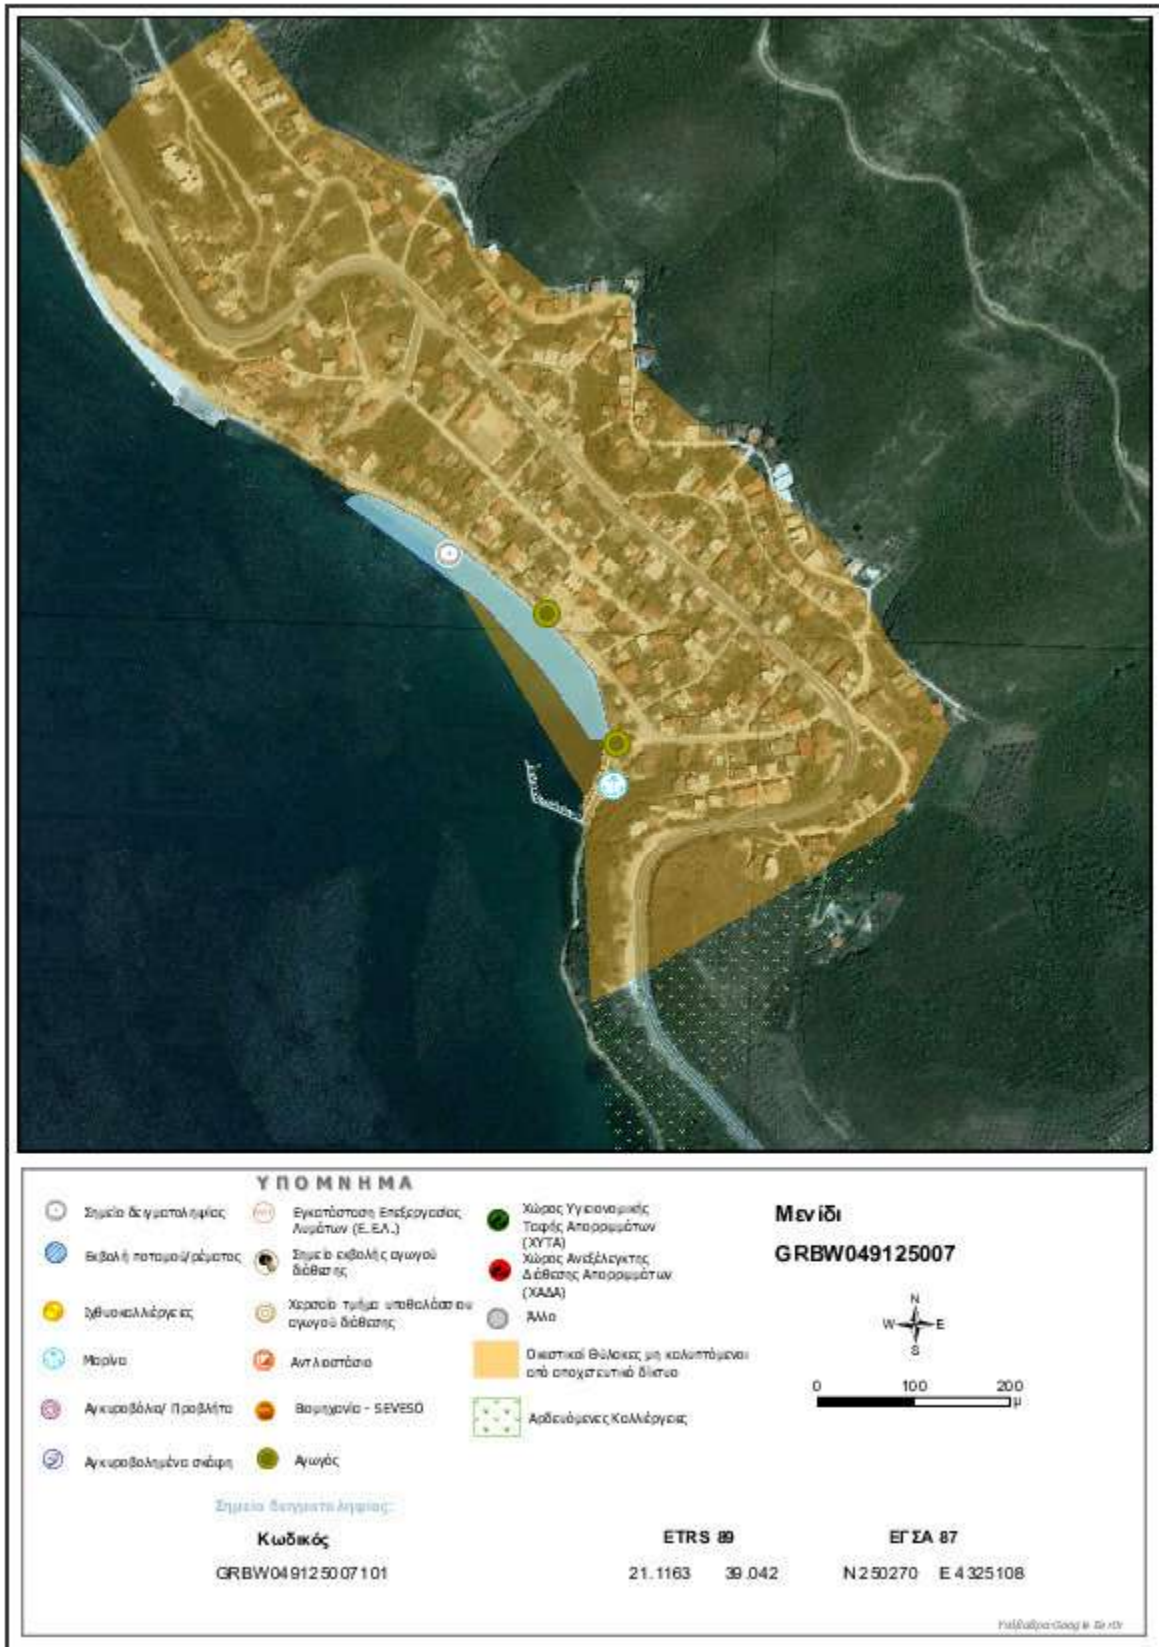 ΥΠΟΜΝΗΜΑ
Σημείο δειγματοληψίας
Εκβολή ποταμού/ρέματος
Ιχθυοκαλλιέργειες
Μαρίνα
Αγκυροβόλια/ Προβλήτα
Αγκυροβολημένα σκάφη
Εγκατάσταση Επεξεργασίας
Λυμάτων (Ε.Ε.Λ.)
Σημείο εκβολής αγωγού
διάθεσης
Χερσαίο τμήμα υποθαλάσσιου
αγωγού διάθεσης
Αντλιοστάσιο
Βιομηχανία - SEVESO
Αγωγός
Χώρος Υγειονομικής
Ταφής Απορριμμάτων
(ΧΥΤΑ)
Χώρος Ανεξέλεγκτης
Διάθεσης Απορριμμάτων
(ΧΑΔΑ)
Άλλο
Οικιστικοί Θύλακες μη καλυπτόμενοι
από αποχετευτικό δίκτυο
Αρδευόμενες Καλλιέργειες
Μενίδι
GRBW049125007
N
W E
S
0 100 200
μ
Σημείο δειγματοληψίας:
Κωδικός ETRS 89 ΕΓΣΑ 87
GRBW049125007101 21.1163 39.042 N 250270 E 4325108
Υπόβαθρο:Google Earth